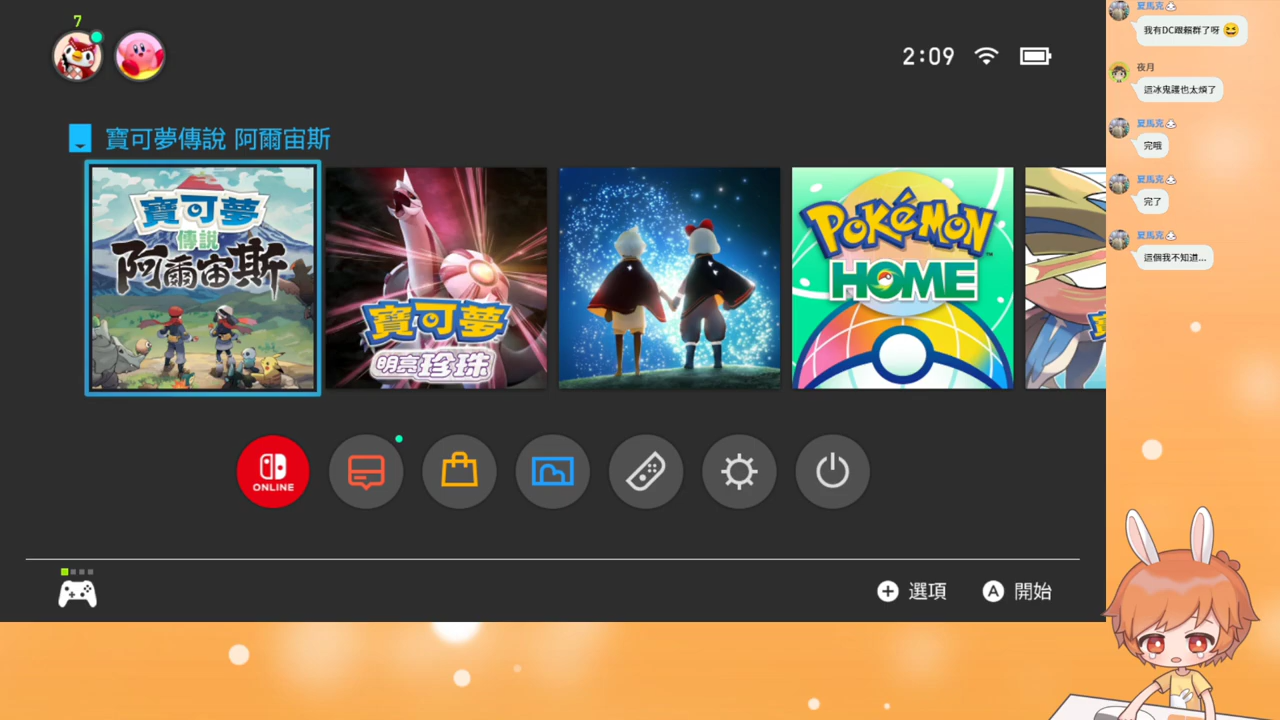 7
2:09
寶可夢傳說 阿爾宙斯
寶可夢
傳說
阿爾宙斯
寶可夢
明亮珍珠
POKéMON
HOME
ONLINE
選項
A
開始
夏馬克🍙
我有DC跟顏群了呀 😆
夜月
這冰鬼護也太煩了
夏馬克🍙
完哦
夏馬克🍙
完了
夏馬克🍙
這個我不知道...